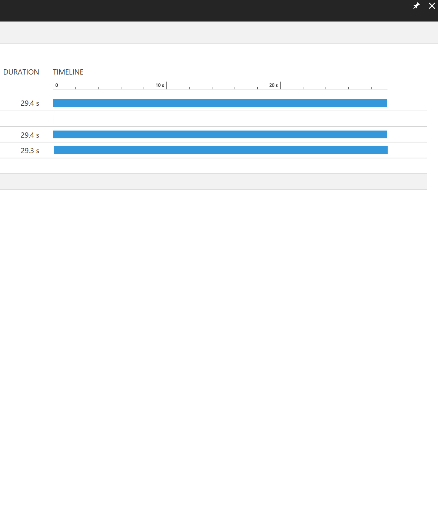 DURATION TIMELINE
0 10 s 20 s
29.4 s
29.4 s
29.3 s